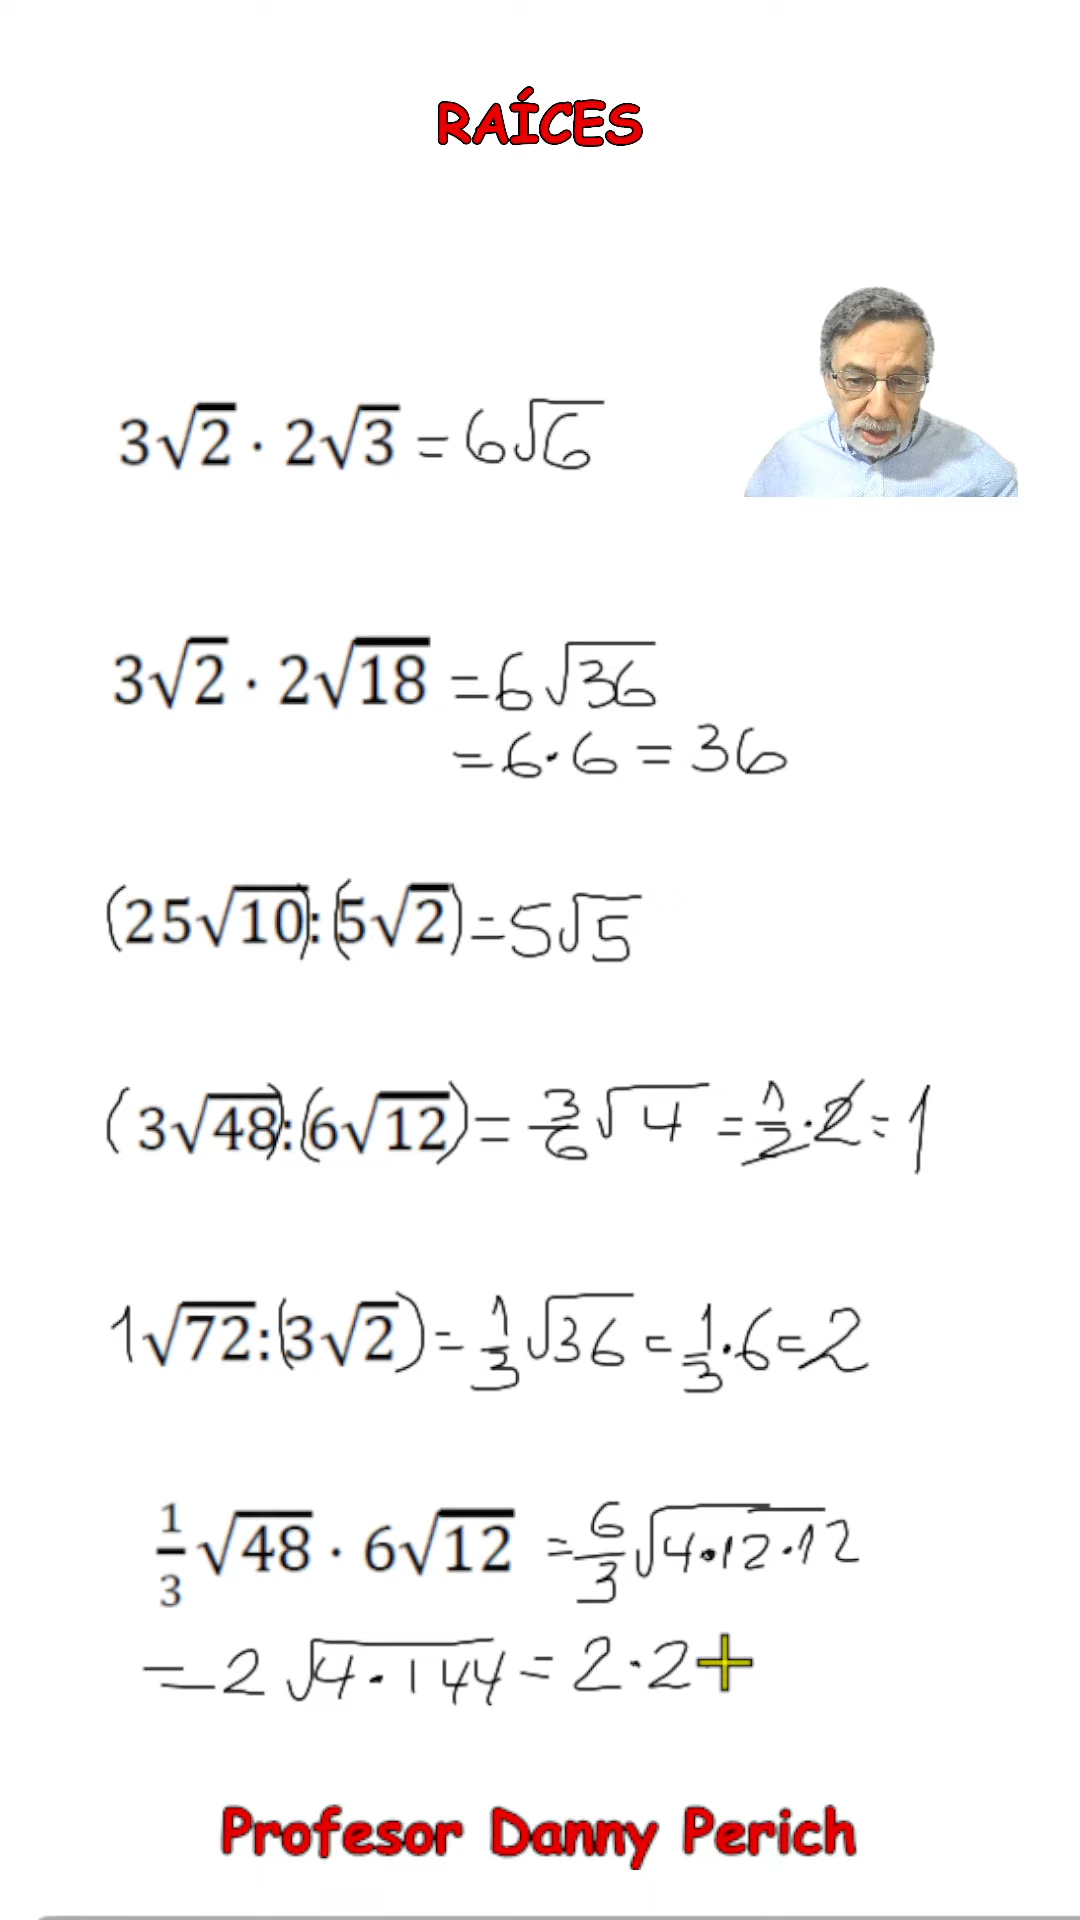 RAÍCES
3√2 · 2√3 = 6√6
3√2 · 2√18 = 6√36
= 6·6 = 36
(25√10):(5√2) = 5√5
(3√48):(6√12) = 3/6 √4 = 1/2 · 2 = 1
1√72:(3√2) = 1/3 √36 = 1/3 · 6 = 2
1/3 √48 · 6√12 = 6/3 √4·12·12
= 2 √4·144 = 2·2
Profesor Danny Perich